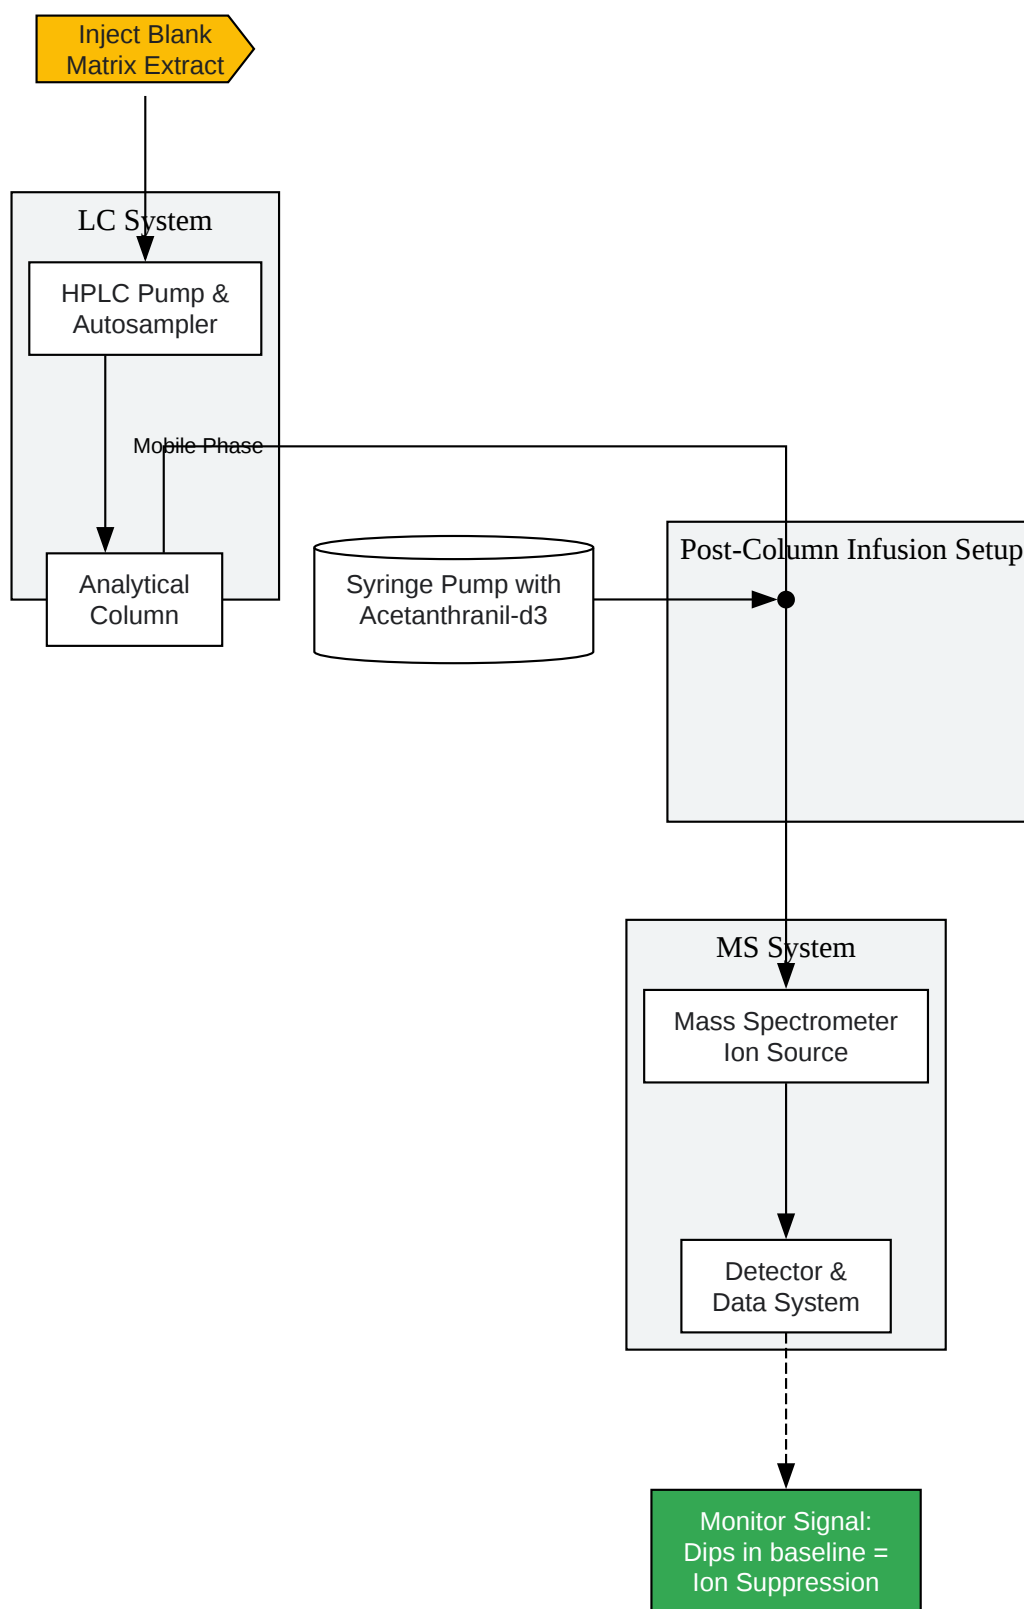 Inject Blank
Matrix Extract
LC System
HPLC Pump &
Autosampler
Mobile Phase
Analytical
Column
Syringe Pump with
Acetanthranil-d3
Post-Column Infusion Setup
MS System
Mass Spectrometer
Ion Source
Detector &
Data System
Monitor Signal:
Dips in baseline =
Ion Suppression